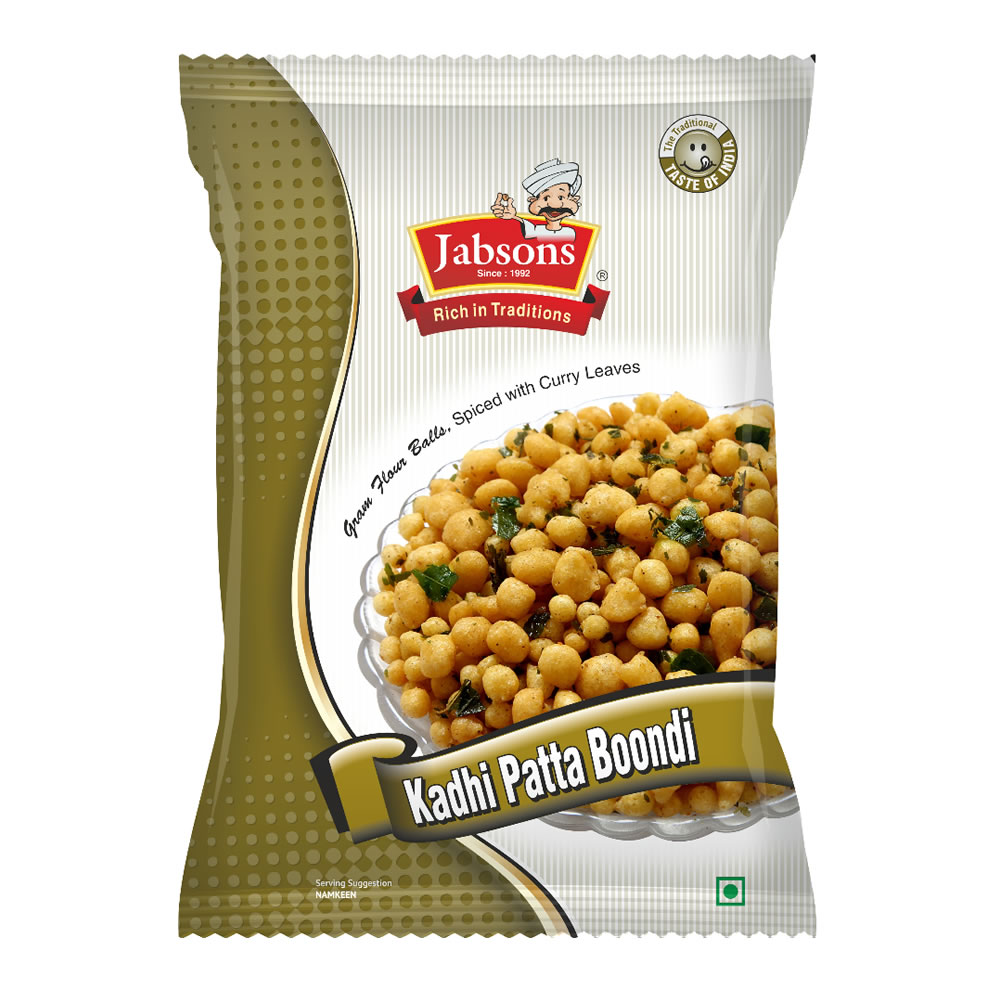 The Traditional
TASTE OF INDIA
Jabsons
Since : 1992
®
Rich in Traditions
Gram Flour Balls, Spiced with Curry Leaves
Kadhi Patta Boondi
Serving Suggestion
NAMKEEN